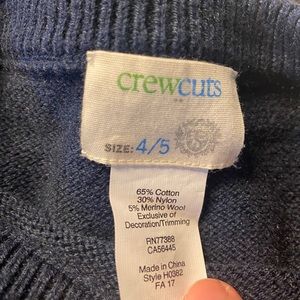 crewcuts
SIZE: 4/5
65% Cotton
30% Nylon
5% Merino Wool
Exclusive of
Decoration/Trimming
RN77388
CA56445
Made in China
Style H0382
FA 17